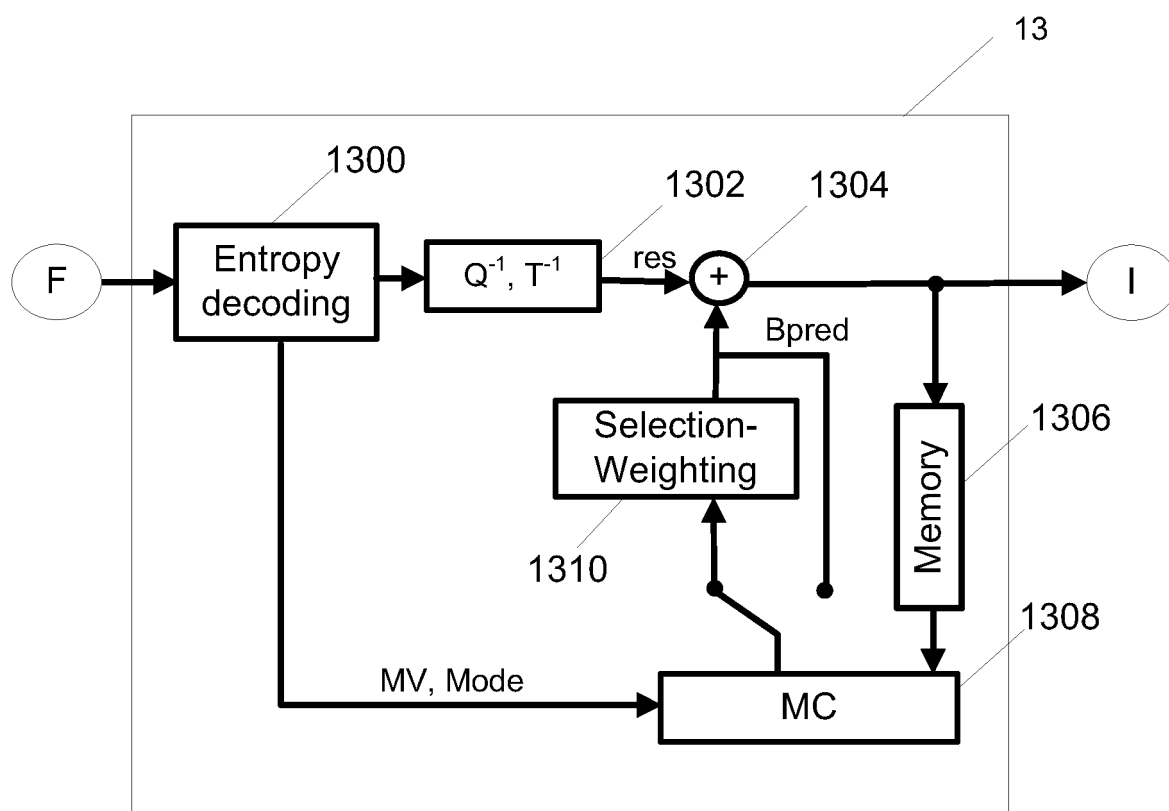 13
1300
1302
1304
F
Entropy
decoding
Q⁻¹, T⁻¹
res
+
I
Bpred
Selection-
Weighting
1306
Memory
1310
1308
MV, Mode
MC